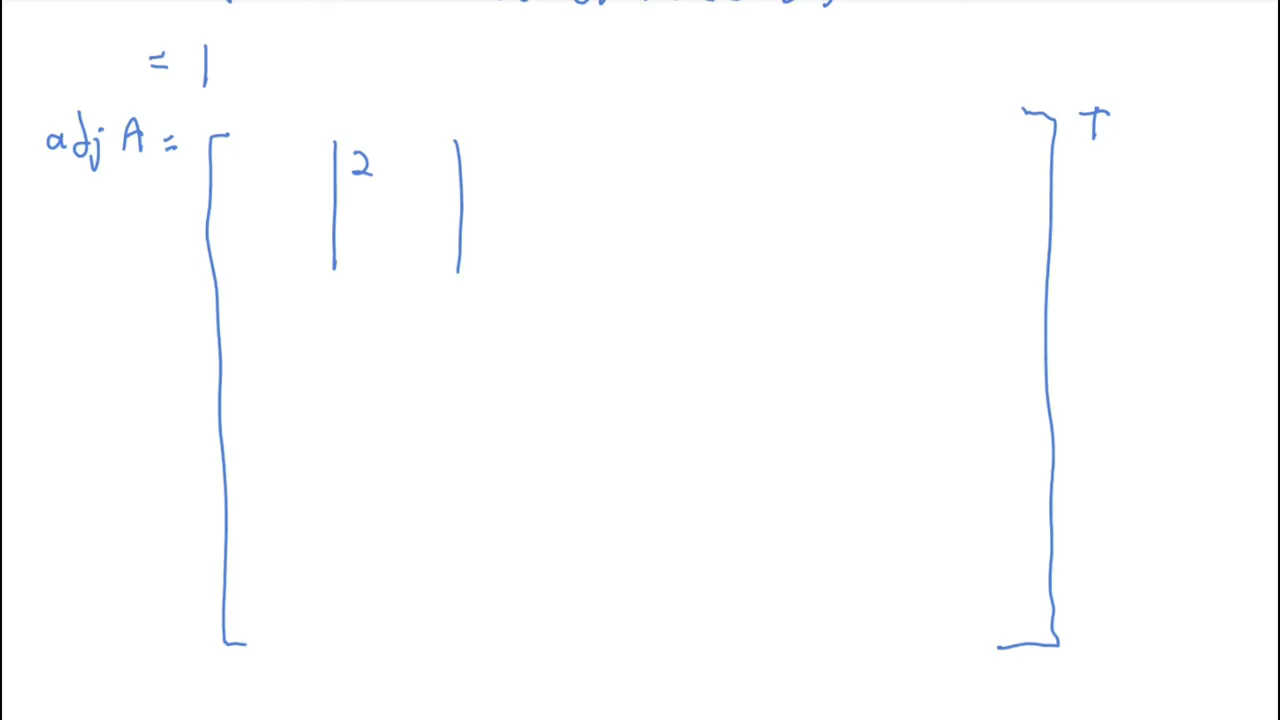 = 1
adj A = [ | 2 | ] T